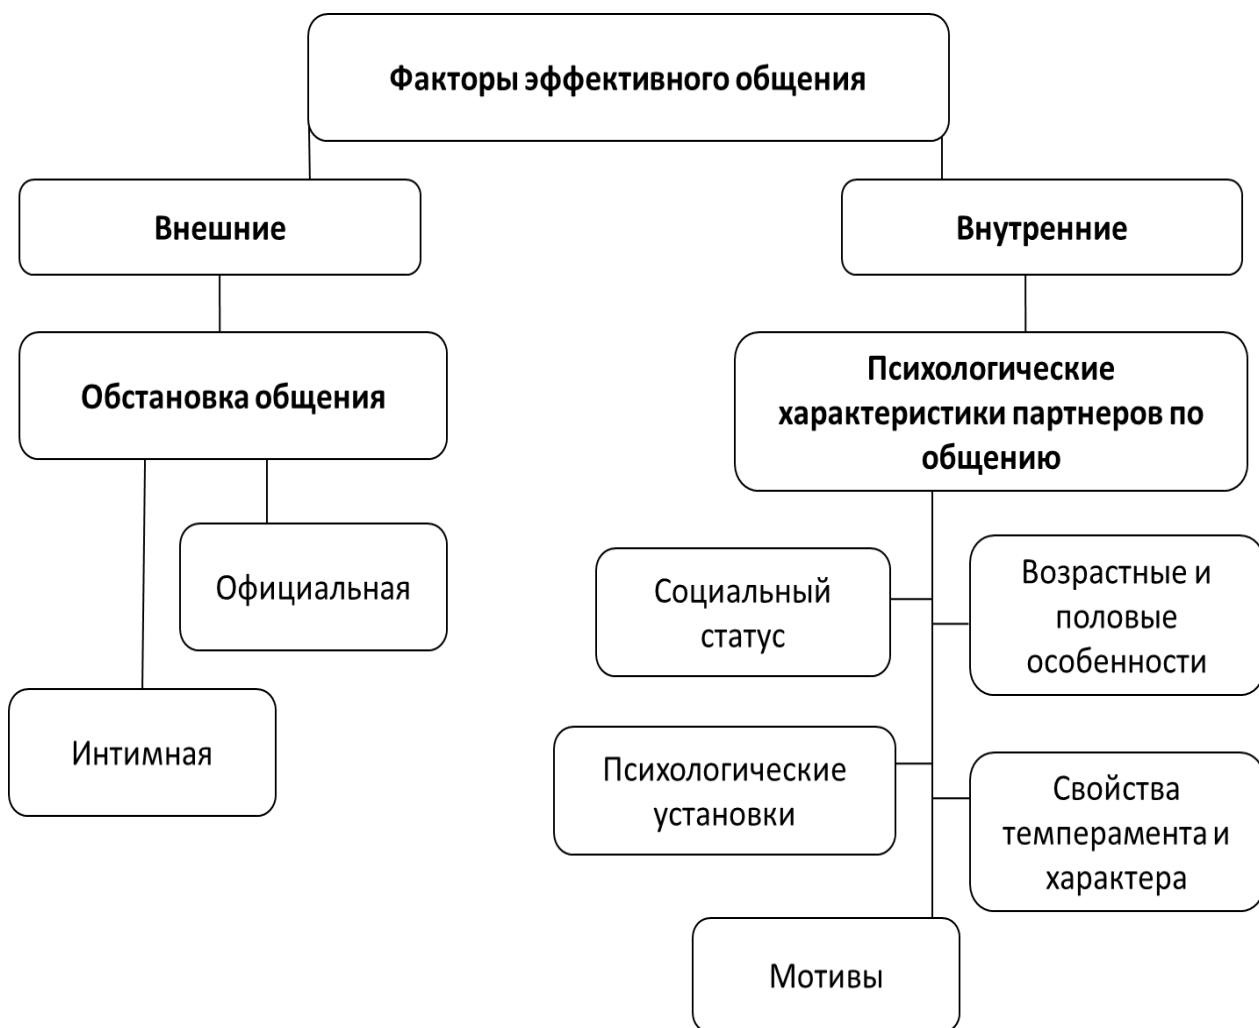 Факторы эффективного общения
Внешние
Внутренние
Обстановка общения
Психологические
характеристики партнеров по
общению
Официальная
Интимная
Социальный
статус
Возрастные и
половые
особенности
Психологические
установки
Свойства
темперамента и
характера
Мотивы